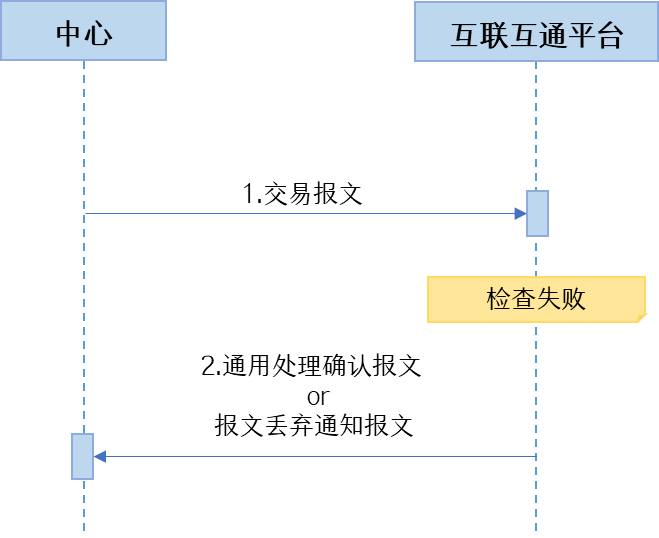 中心
互联互通平台
1.交易报文
检查失败
2.通用处理确认报文
or
报文丢弃通知报文